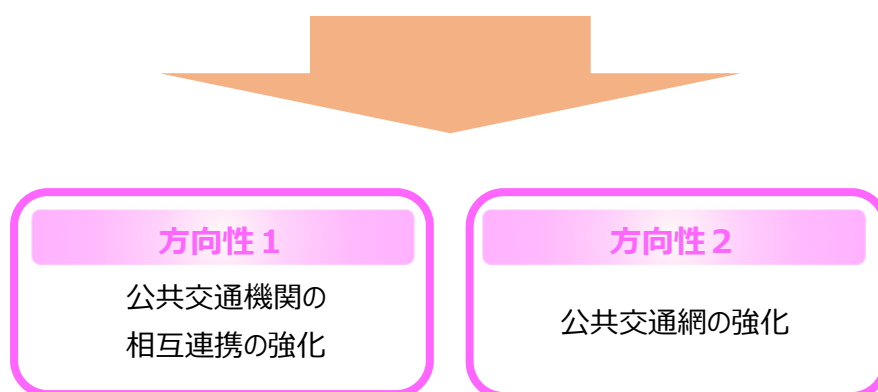 方向性１
公共交通機関の
相互連携の強化
方向性２
公共交通網の強化